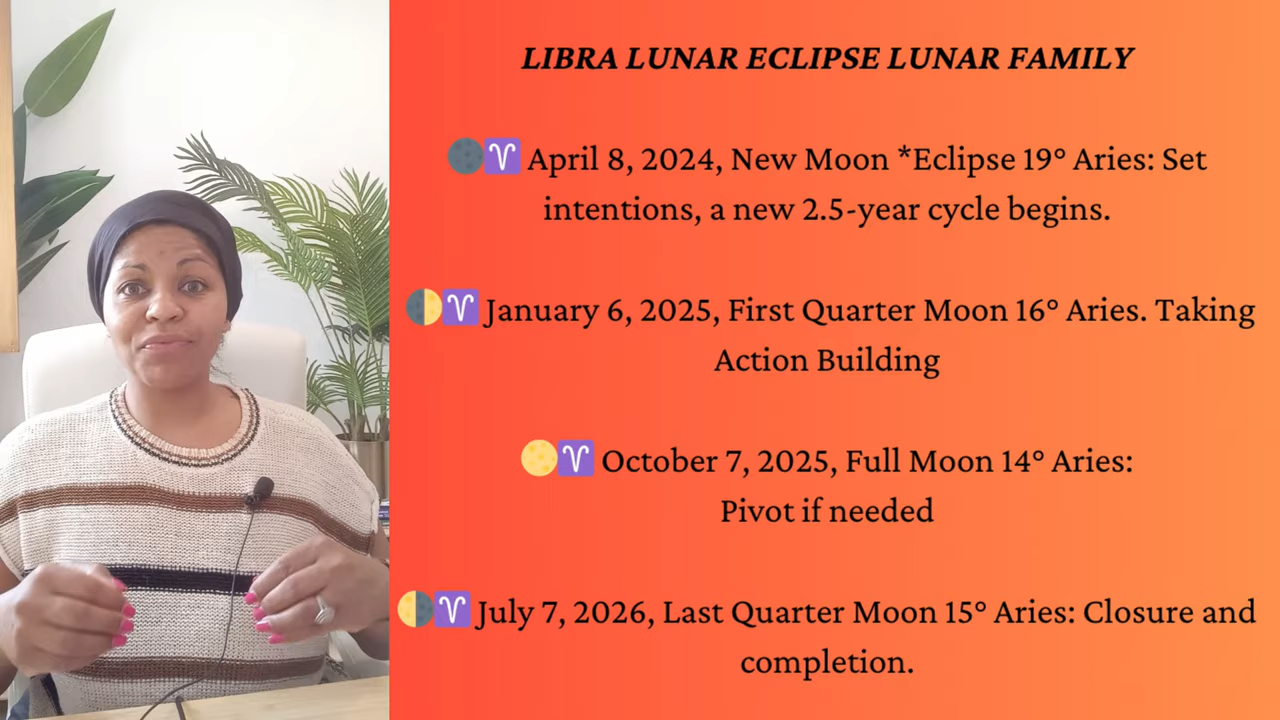 LIBRA LUNAR ECLIPSE LUNAR FAMILY
🌑♈ April 8, 2024, New Moon *Eclipse 19° Aries: Set
intentions, a new 2.5-year cycle begins.
🌓♈ January 6, 2025, First Quarter Moon 16° Aries. Taking
Action Building
🌕♈ October 7, 2025, Full Moon 14° Aries:
Pivot if needed
🌗♈ July 7, 2026, Last Quarter Moon 15° Aries: Closure and
completion.